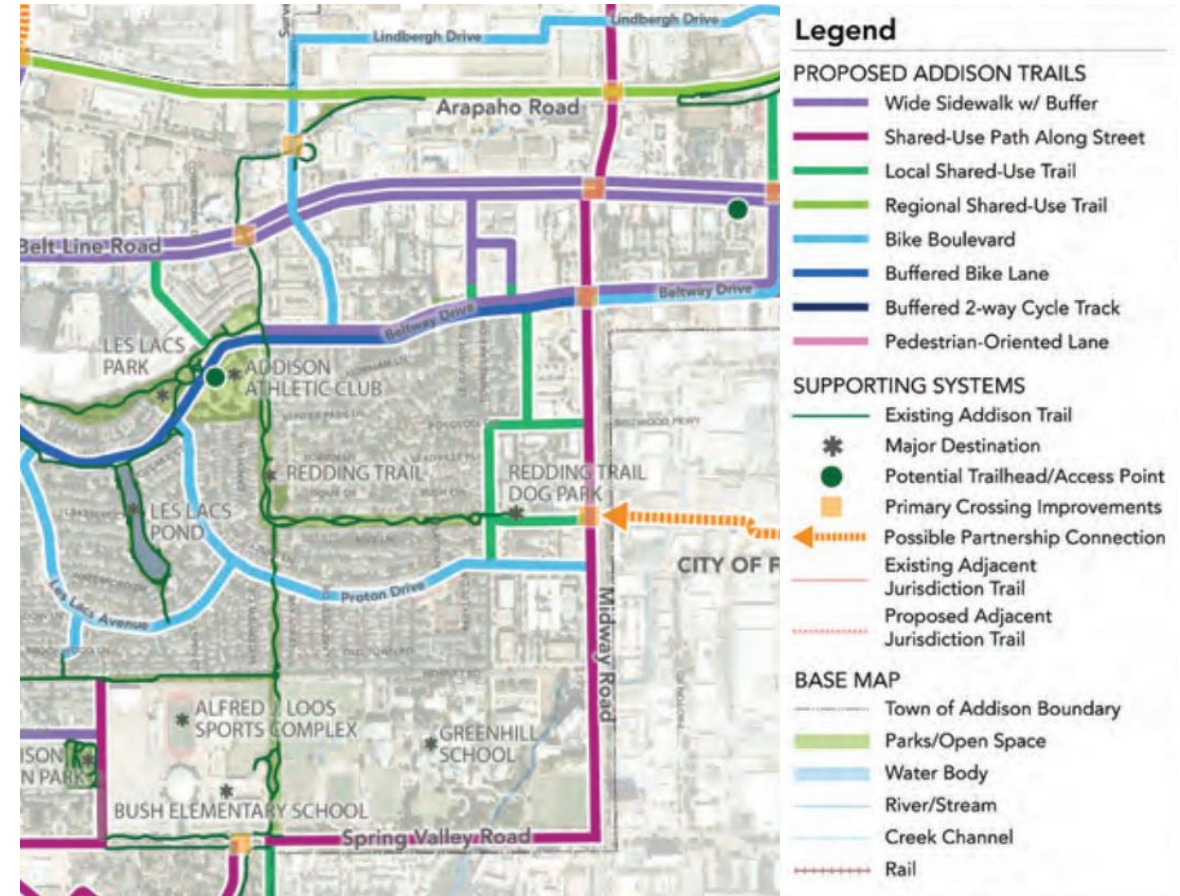 Surve
Lindbergh Drive
Lindbergh Drive
Arapaho Road
Belt Line Road
Beltway Drive
Beltway Drive
LES LACS
PARK
ADDISON
ATHLETIC CLUB
BELTWOOD PKWY
REDDING TRAIL
REDDING TRAIL
DOG PARK
LES LACS
POND
CITY OF F
Les Lacs Avenue
Proton Drive
Midway Road
ALFRED J LOOS
SPORTS COMPLEX
GREENHILL
SCHOOL
ISON
N PARK
BUSH ELEMENTARY SCHOOL
Spring Valley Road
Legend
PROPOSED ADDISON TRAILS
Wide Sidewalk w/ Buffer
Shared-Use Path Along Street
Local Shared-Use Trail
Regional Shared-Use Trail
Bike Boulevard
Buffered Bike Lane
Buffered 2-way Cycle Track
Pedestrian-Oriented Lane
SUPPORTING SYSTEMS
Existing Addison Trail
Major Destination
Potential Trailhead/Access Point
Primary Crossing Improvements
Possible Partnership Connection
Existing Adjacent
Jurisdiction Trail
Proposed Adjacent
Jurisdiction Trail
BASE MAP
Town of Addison Boundary
Parks/Open Space
Water Body
River/Stream
Creek Channel
Rail